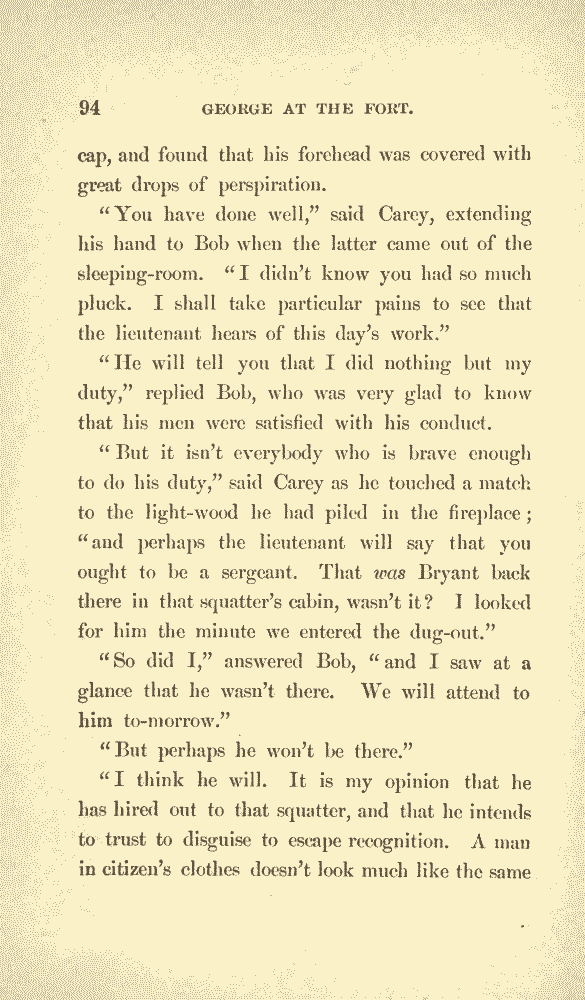 94 GEORGE AT THE FORT.
cap, and found that his forehead was covered with
great drops of perspiration.
“You have done well,” said Carey, extending
his hand to Bob when the latter came out of the
sleeping-room. “I didn’t know you had so much
pluck. I shall take particular pains to see that
the lieutenant hears of this day’s work.”
“He will tell you that I did nothing but my
duty,” replied Bob, who was very glad to know
that his men were satisfied with his conduct.
“But it isn’t everybody who is brave enough
to do his duty,” said Carey as he touched a match
to the light-wood he had piled in the fireplace;
“and perhaps the lieutenant will say that you
ought to be a sergeant. That was Bryant back
there in that squatter’s cabin, wasn’t it? I looked
for him the minute we entered the dug-out.”
“So did I,” answered Bob, “and I saw at a
glance that he wasn’t there. We will attend to
him to-morrow.”
“But perhaps he won’t be there.”
“I think he will. It is my opinion that he
has hired out to that squatter, and that he intends
to trust to disguise to escape recognition. A man
in citizen’s clothes doesn’t look much like the same